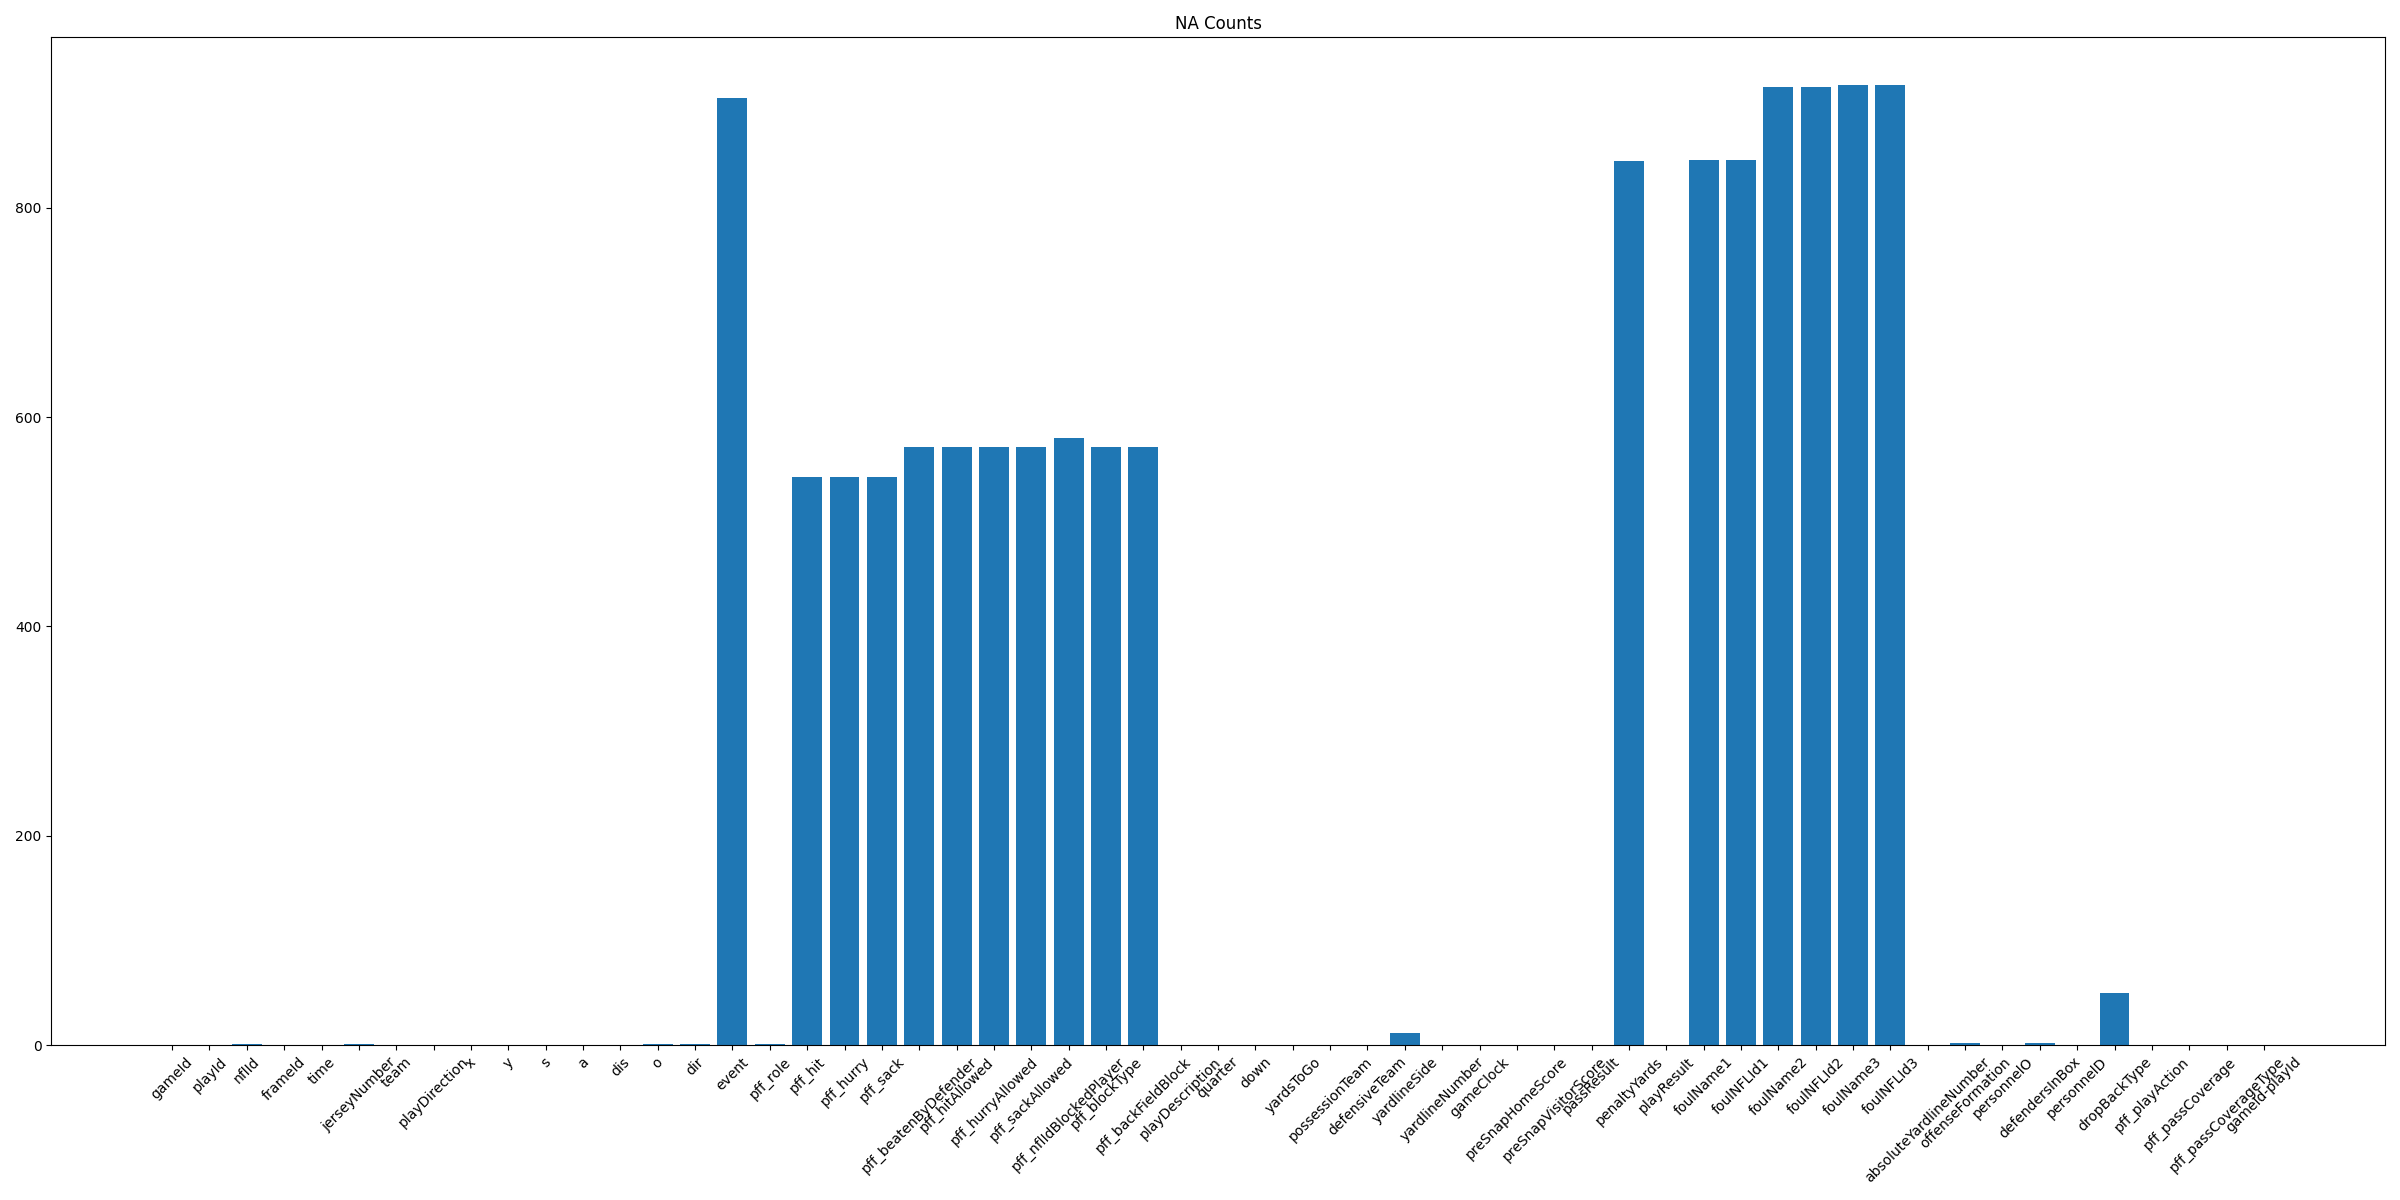 NA Counts
800
600
400
200
0
gameId
playId
nflId
frameId
time
jerseyNumber
team
playDirection
x
y
s
a
dis
o
dir
event
pff_role
pff_hit
pff_hurry
pff_sack
pff_beatenByDefender
pff_hitAllowed
pff_hurryAllowed
pff_sackAllowed
pff_nflIdBlockedPlayer
pff_blockType
pff_backFieldBlock
playDescription
quarter
down
yardsToGo
possessionTeam
defensiveTeam
yardlineSide
yardlineNumber
gameClock
preSnapHomeScore
preSnapVisitorScore
passResult
penaltyYards
playResult
foulName1
foulNFLId1
foulName2
foulNFLId2
foulName3
foulNFLId3
absoluteYardlineNumber
offenseFormation
personnelO
defendersInBox
personnelD
dropBackType
pff_playAction
pff_passCoverage
pff_passCoverageType
gameId-playId